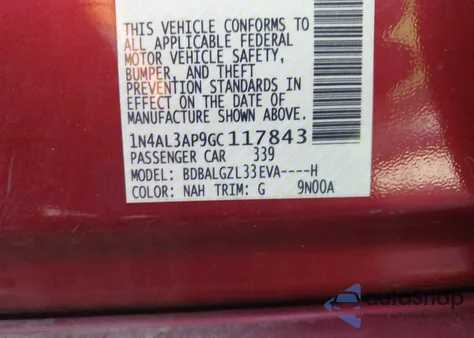 THIS VEHICLE CONFORMS TO
ALL APPLICABLE FEDERAL
MOTOR VEHICLE SAFETY,
BUMPER, AND THEFT
PREVENTION STANDARDS IN
EFFECT ON THE DATE OF
MANUFACTURE SHOWN ABOVE.
1N4AL3AP9GC117843
PASSENGER CAR 339
MODEL: BDBALGZL33EVA----H
COLOR: NAH TRIM: G 9N00A
autosnap